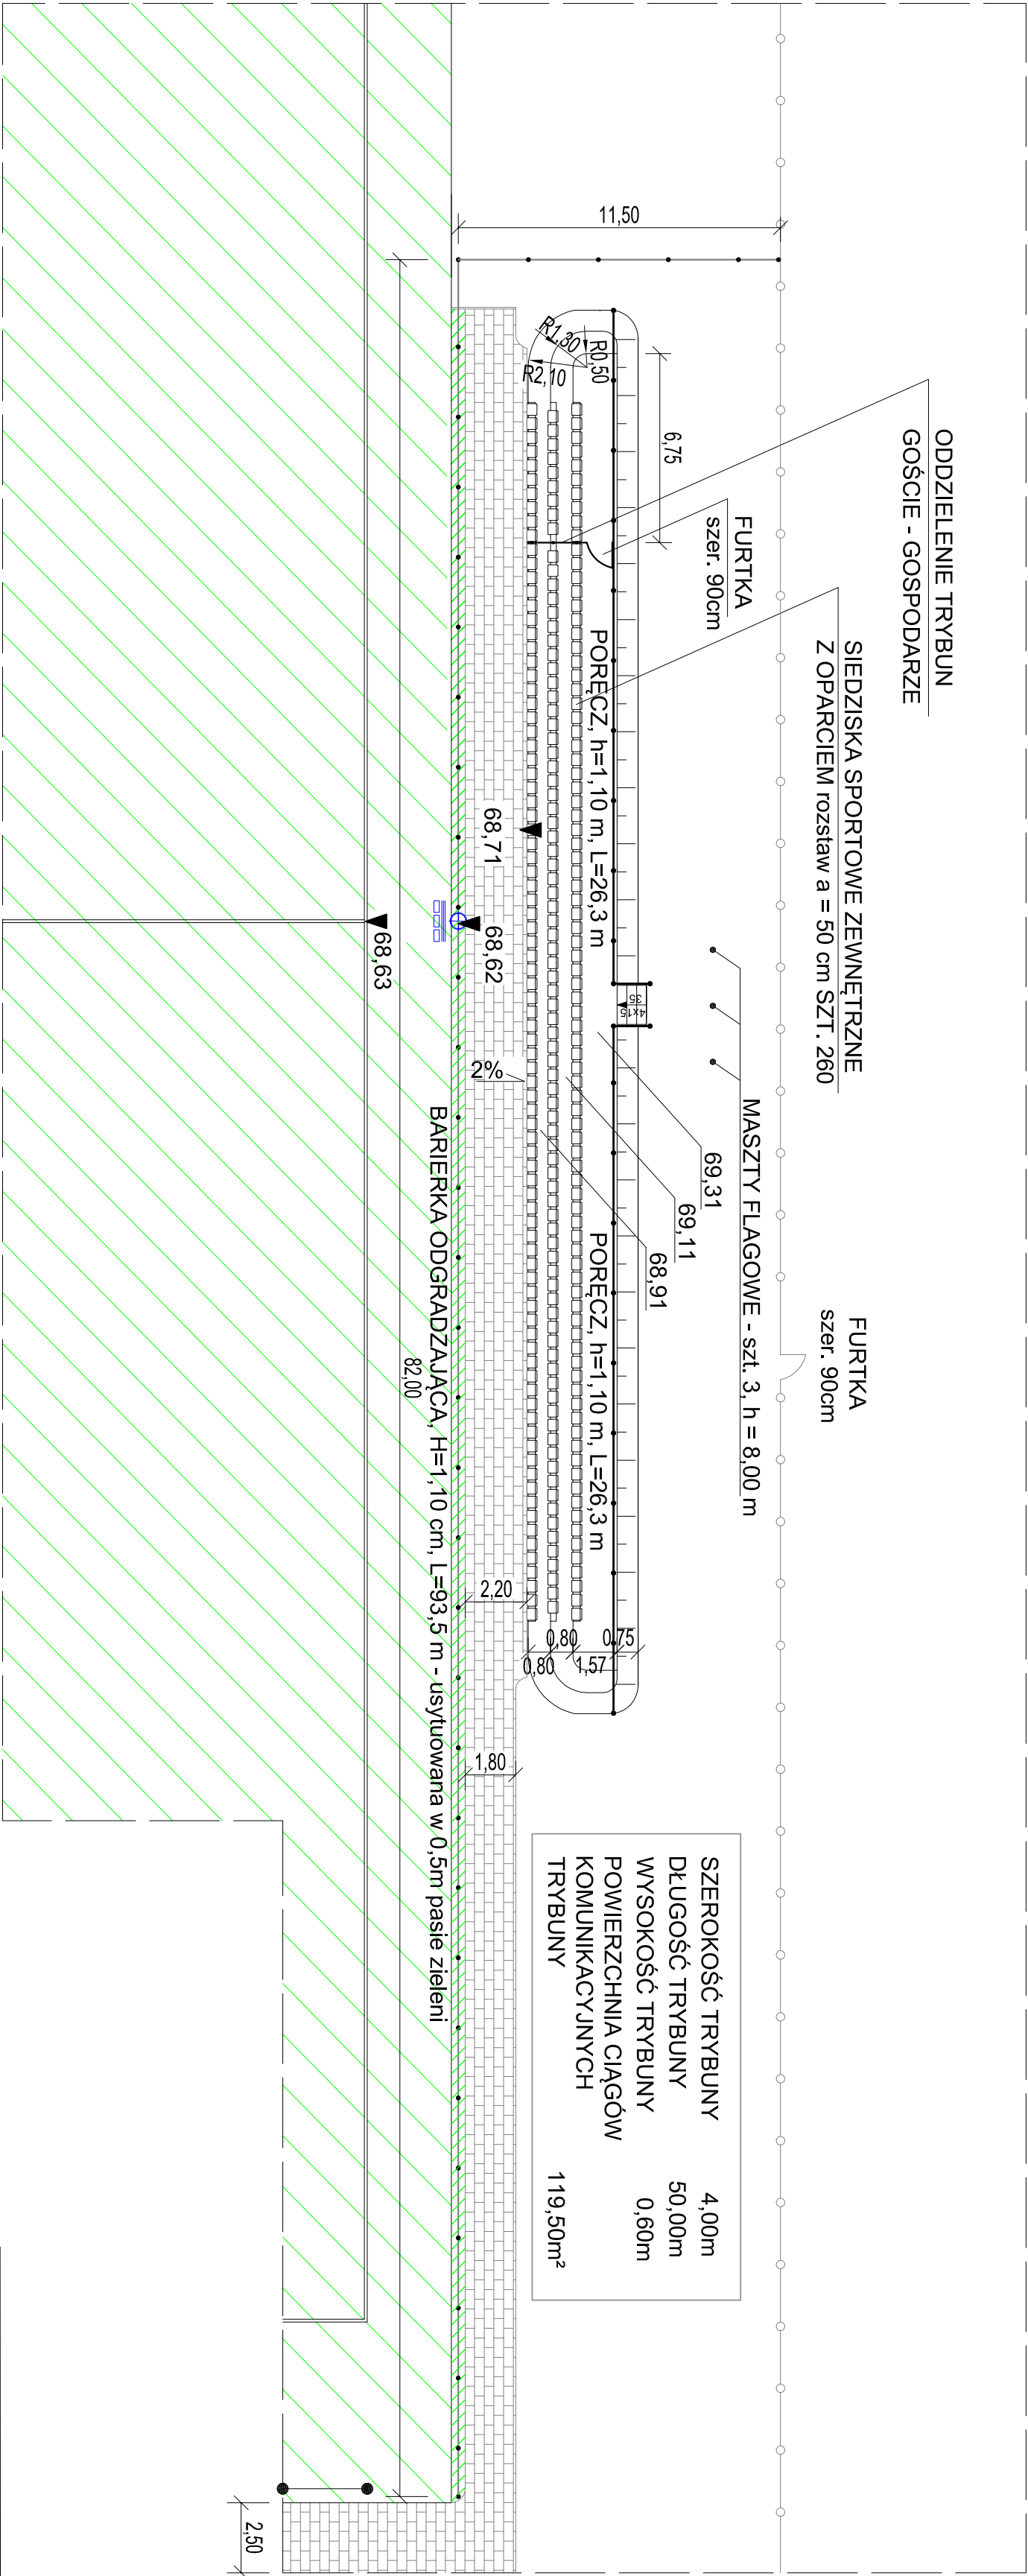 ODDZIELENIE TRYBUN
GOŚCIE - GOSPODARZE
SIEDZISKA SPORTOWE ZEWNĘTRZNE
Z OPARCIEM rozstaw a = 50 cm SZT. 260
FURTKA
szer. 90cm
FURTKA
szer. 90cm
MASZTY FLAGOWE - szt. 3, h = 8,00 m
11,50
6,75
R0,50
R1,30
R2,10
PORĘCZ, h=1,10 m, L=26,3 m
PORĘCZ, h=1,10 m, L=26,3 m
4x15
35
69,31
69,11
68,91
68,71
68,62
68,63
2%
2,20
0,80
0,80
1,57
0,75
1,80
BARIERKA ODGRADZAJĄCA, H=1,10 cm, L=93,5 m - usytuowana w 0,5m pasie zieleni
82,00
2,50
SZEROKOŚĆ TRYBUNY 4,00m
DŁUGOŚĆ TRYBUNY 50,00m
WYSOKOŚĆ TRYBUNY 0,60m
POWIERZCHNIA CIĄGÓW
KOMUNIKACYJNYCH
TRYBUNY 119,50m²